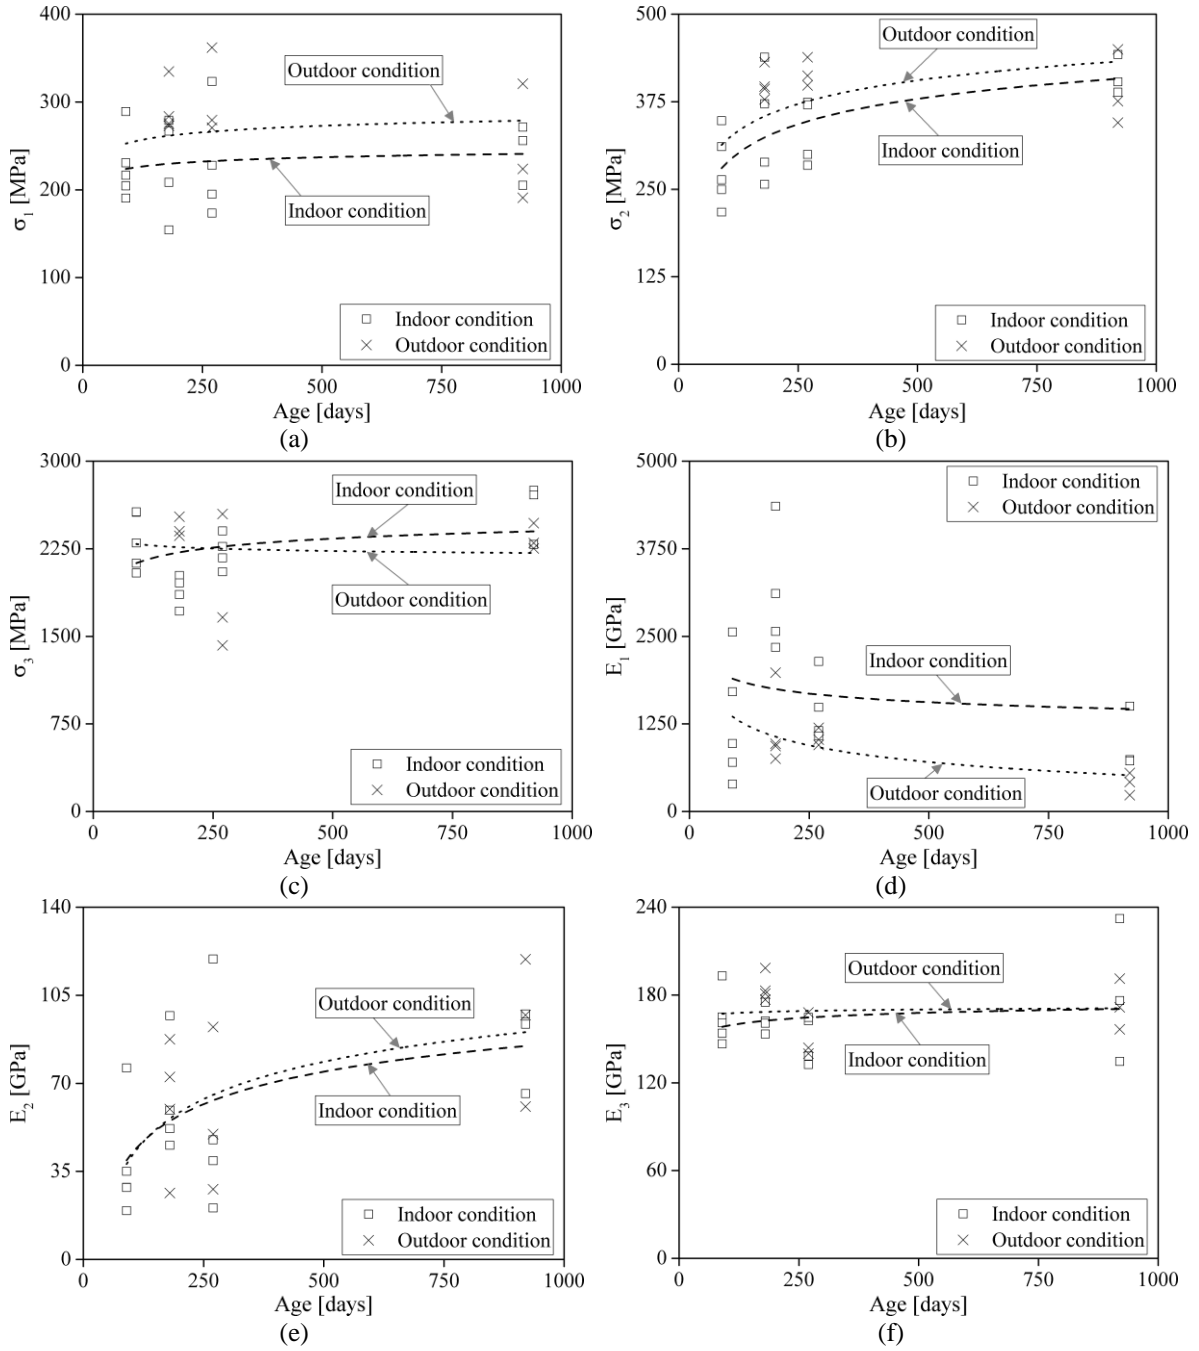 400
300
200
100
0
σ1 [MPa]
Outdoor condition
Indoor condition
Indoor condition
Outdoor condition
0 250 500 750 1000
Age [days]
(a)
500
375
250
125
0
σ2 [MPa]
Outdoor condition
Indoor condition
Indoor condition
Outdoor condition
0 250 500 750 1000
Age [days]
(b)
3000
2250
1500
750
0
σ3 [MPa]
Indoor condition
Outdoor condition
Indoor condition
Outdoor condition
0 250 500 750 1000
Age [days]
(c)
5000
3750
2500
1250
0
E1 [GPa]
Indoor condition
Outdoor condition
Indoor condition
Outdoor condition
0 250 500 750 1000
Age [days]
(d)
140
105
70
35
0
E2 [GPa]
Outdoor condition
Indoor condition
Indoor condition
Outdoor condition
0 250 500 750 1000
Age [days]
(e)
240
180
120
60
0
E3 [GPa]
Outdoor condition
Indoor condition
Indoor condition
Outdoor condition
0 250 500 750 1000
Age [days]
(f)